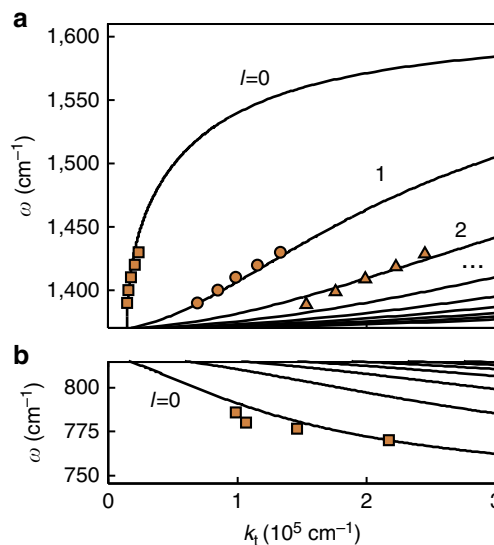 a
1,600
l=0
1,550
1
1,500
ω (cm⁻¹)
1,450
2
...
1,400
b
800
l=0
775
ω (cm⁻¹)
750
0 1 2 3
kₜ (10⁵ cm⁻¹)